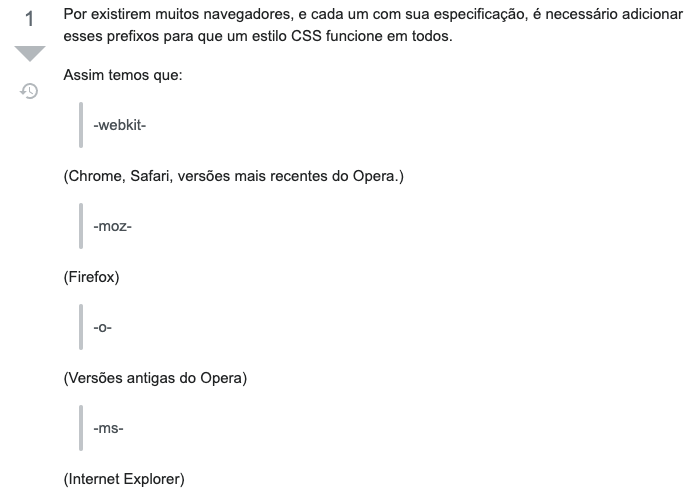 1
Por existirem muitos navegadores, e cada um com sua especificação, é necessário adicionar
esses prefixos para que um estilo CSS funcione em todos.
Assim temos que:
-webkit-
(Chrome, Safari, versões mais recentes do Opera.)
-moz-
(Firefox)
-o-
(Versões antigas do Opera)
-ms-
(Internet Explorer)